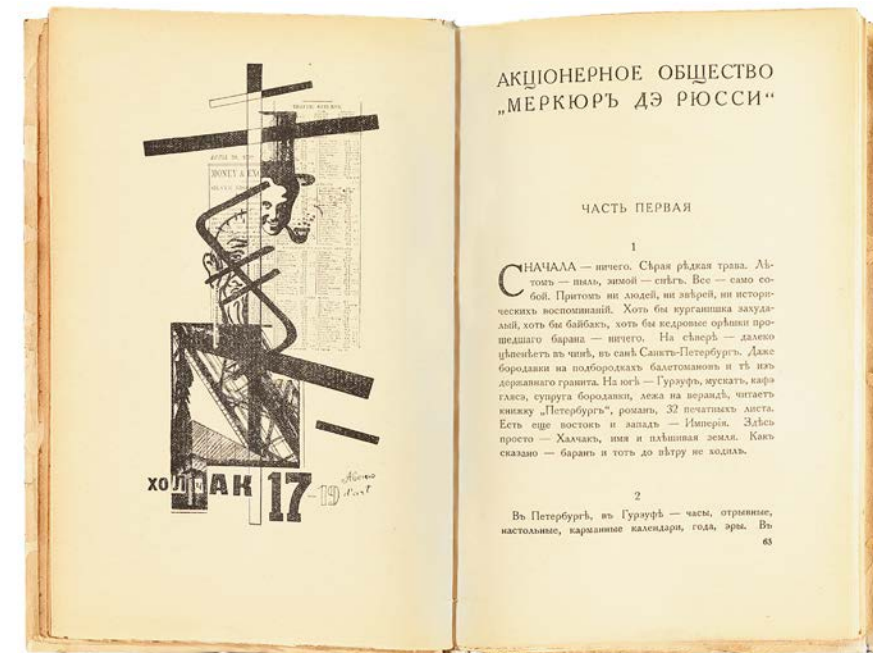 MONEY & EXC
ХОЛЧАК 17-19
АКЦІОНЕРНОЕ ОБЩЕСТВО
„МЕРКЮРЪ ДЭ РЮССИ“
ЧАСТЬ ПЕРВАЯ
1
СНАЧАЛА — ничего. Сѣрая рѣдкая трава. Лѣ-
томъ — пыль, зимой — снѣгъ. Все — само со-
бой. Притомъ ни людей, ни звѣрей, ни истори-
ческихъ воспоминаній. Хоть бы курганишка захуда-
лый, хоть бы байбакъ, хоть бы кедровые орѣшки про-
шедшаго барана — ничего. На сѣверѣ — далеко
цѣпенѣетъ въ чинѣ, въ санѣ Санктъ-Петербургъ. Даже
бородавки на подбородкахъ балетомановъ и тѣ изъ
державнаго гранита. На югѣ — Гурзуфъ, мускатъ, кафэ
глясэ, супруга бородавки, лежа на верандѣ, читаетъ
книжку „Петербургъ“, романъ, 32 печатныхъ листа.
Есть еще востокъ и западъ — Имперія. Здѣсь
просто — Халчакъ, имя и плѣшивая земля. Какъ
сказано — баранъ и тотъ до вѣтру не ходилъ.
2
Въ Петербургѣ, въ Гурзуфѣ — часы, отрывные,
настольные, карманные календари, года, эры. Въ
65